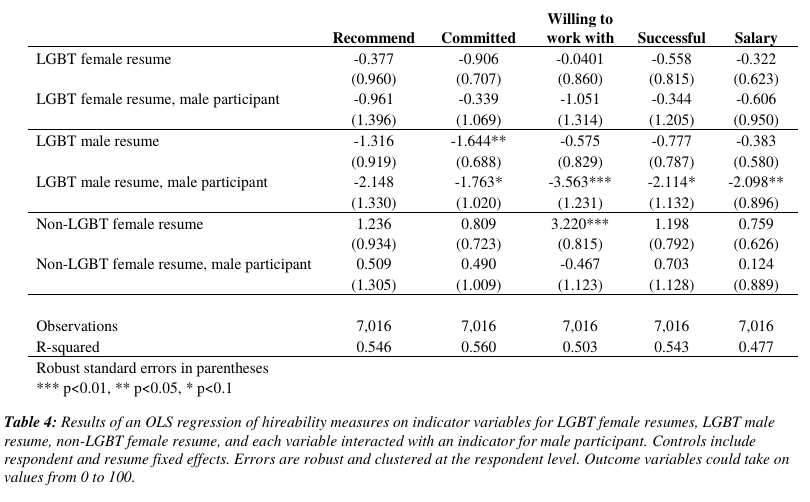 Willing to
Recommend Committed work with Successful Salary
LGBT female resume -0.377 -0.906 -0.0401 -0.558 -0.322
(0.960) (0.707) (0.860) (0.815) (0.623)
LGBT female resume, male participant -0.961 -0.339 -1.051 -0.344 -0.606
(1.396) (1.069) (1.314) (1.205) (0.950)
LGBT male resume -1.316 -1.644** -0.575 -0.777 -0.383
(0.919) (0.688) (0.829) (0.787) (0.580)
LGBT male resume, male participant -2.148 -1.763* -3.563*** -2.114* -2.098**
(1.330) (1.020) (1.231) (1.132) (0.896)
Non-LGBT female resume 1.236 0.809 3.220*** 1.198 0.759
(0.934) (0.723) (0.815) (0.792) (0.626)
Non-LGBT female resume, male participant 0.509 0.490 -0.467 0.703 0.124
(1.305) (1.009) (1.123) (1.128) (0.889)
Observations 7,016 7,016 7,016 7,016 7,016
R-squared 0.546 0.560 0.503 0.543 0.477
Robust standard errors in parentheses
*** p<0.01, ** p<0.05, * p<0.1
Table 4: Results of an OLS regression of hireability measures on indicator variables for LGBT female resumes, LGBT male
resume, non-LGBT female resume, and each variable interacted with an indicator for male participant. Controls include
respondent and resume fixed effects. Errors are robust and clustered at the respondent level. Outcome variables could take on
values from 0 to 100.